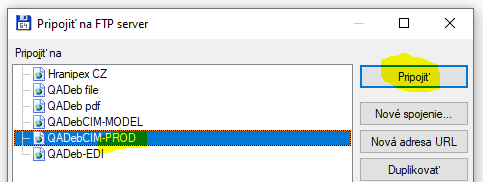 64
Pripojiť na FTP server
Pripojiť na
Hranipex CZ
QADeb file
QADeb pdf
QADebCIM-MODEL
QADebCIM-PROD
QADeb-EDI
Pripojiť
Nové spojenie...
Nová adresa URL
Duplikovať